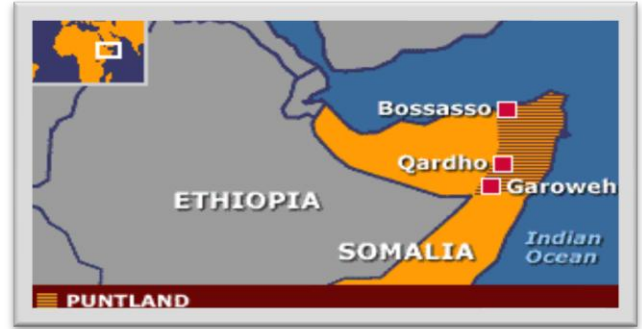 Bossasso
Qardho
Garoweh
ETHIOPIA
SOMALIA
Indian
Ocean
PUNTLAND